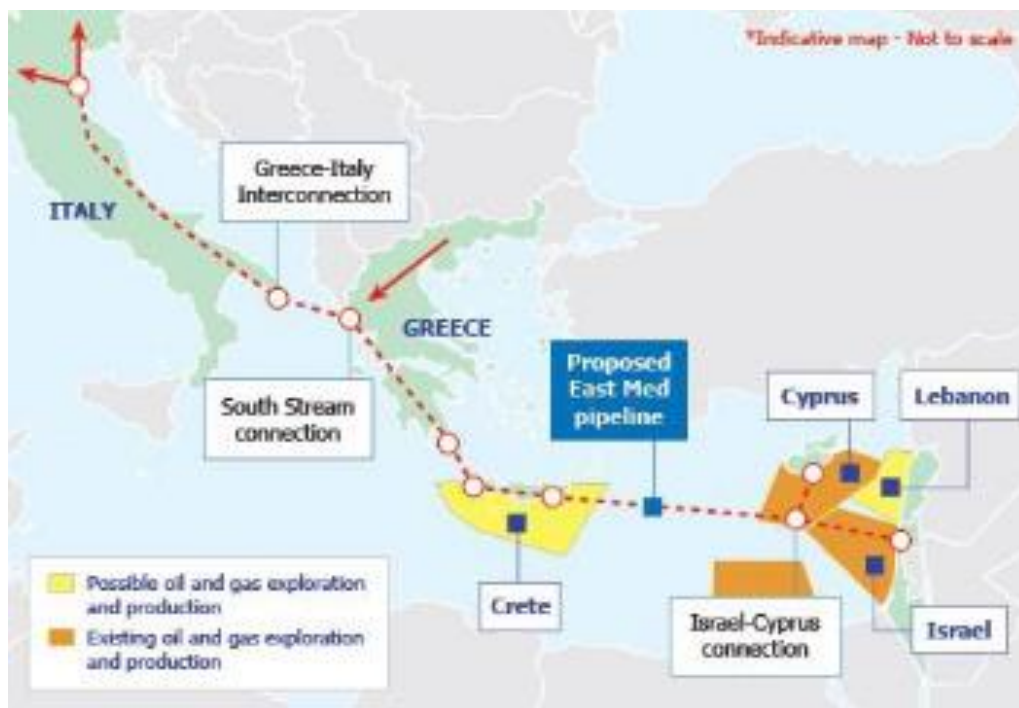 *Indicative map - Not to scale
Greece-Italy
Interconnection
ITALY
GREECE
South Stream
connection
Proposed
East Med
pipeline
Cyprus
Lebanon
Possible oil and gas exploration
and production
Existing oil and gas exploration
and production
Crete
Israel-Cyprus
connection
Israel